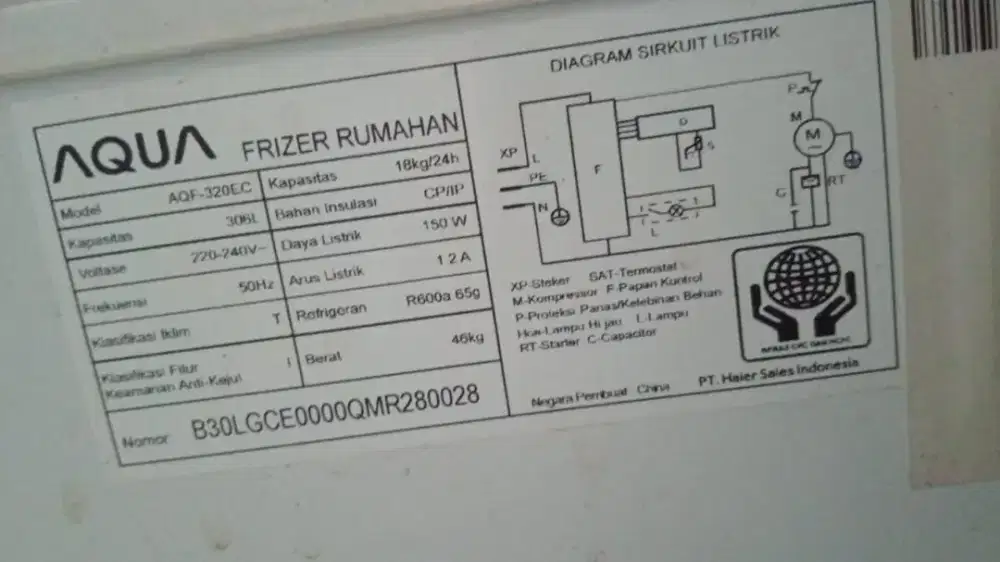 AQUA FRIZER RUMAHAN
Model AQF-320EC Kapasitas 18kg/24h
Kapasitas 306L Bahan Insulasi CP/IP
Voltase 220-240V~ Daya Listrik 150 W
Frekuensi 50Hz Arus Listrik 1.2 A
Klasifikasi Iklim T Refrigeran R600a 65g
Klasifikasi Fitur
Keamanan Anti-Kejut I Berat 46kg
Nomor B30LGCE0000QMR280028
DIAGRAM SIRKUIT LISTRIK
XP
L
PE
N
F
D
S
L
P
M
M
C
RT
XP-Steker SAT-Termostat
M-Kompressor F-Papan Kontrol
P-Proteksi Panas/Kelebihan Beban
Lampu Hijau L-Lampu
RT-Starter C-Capacitor
Negara Pembuat China
PT. Haier Sales Indonesia